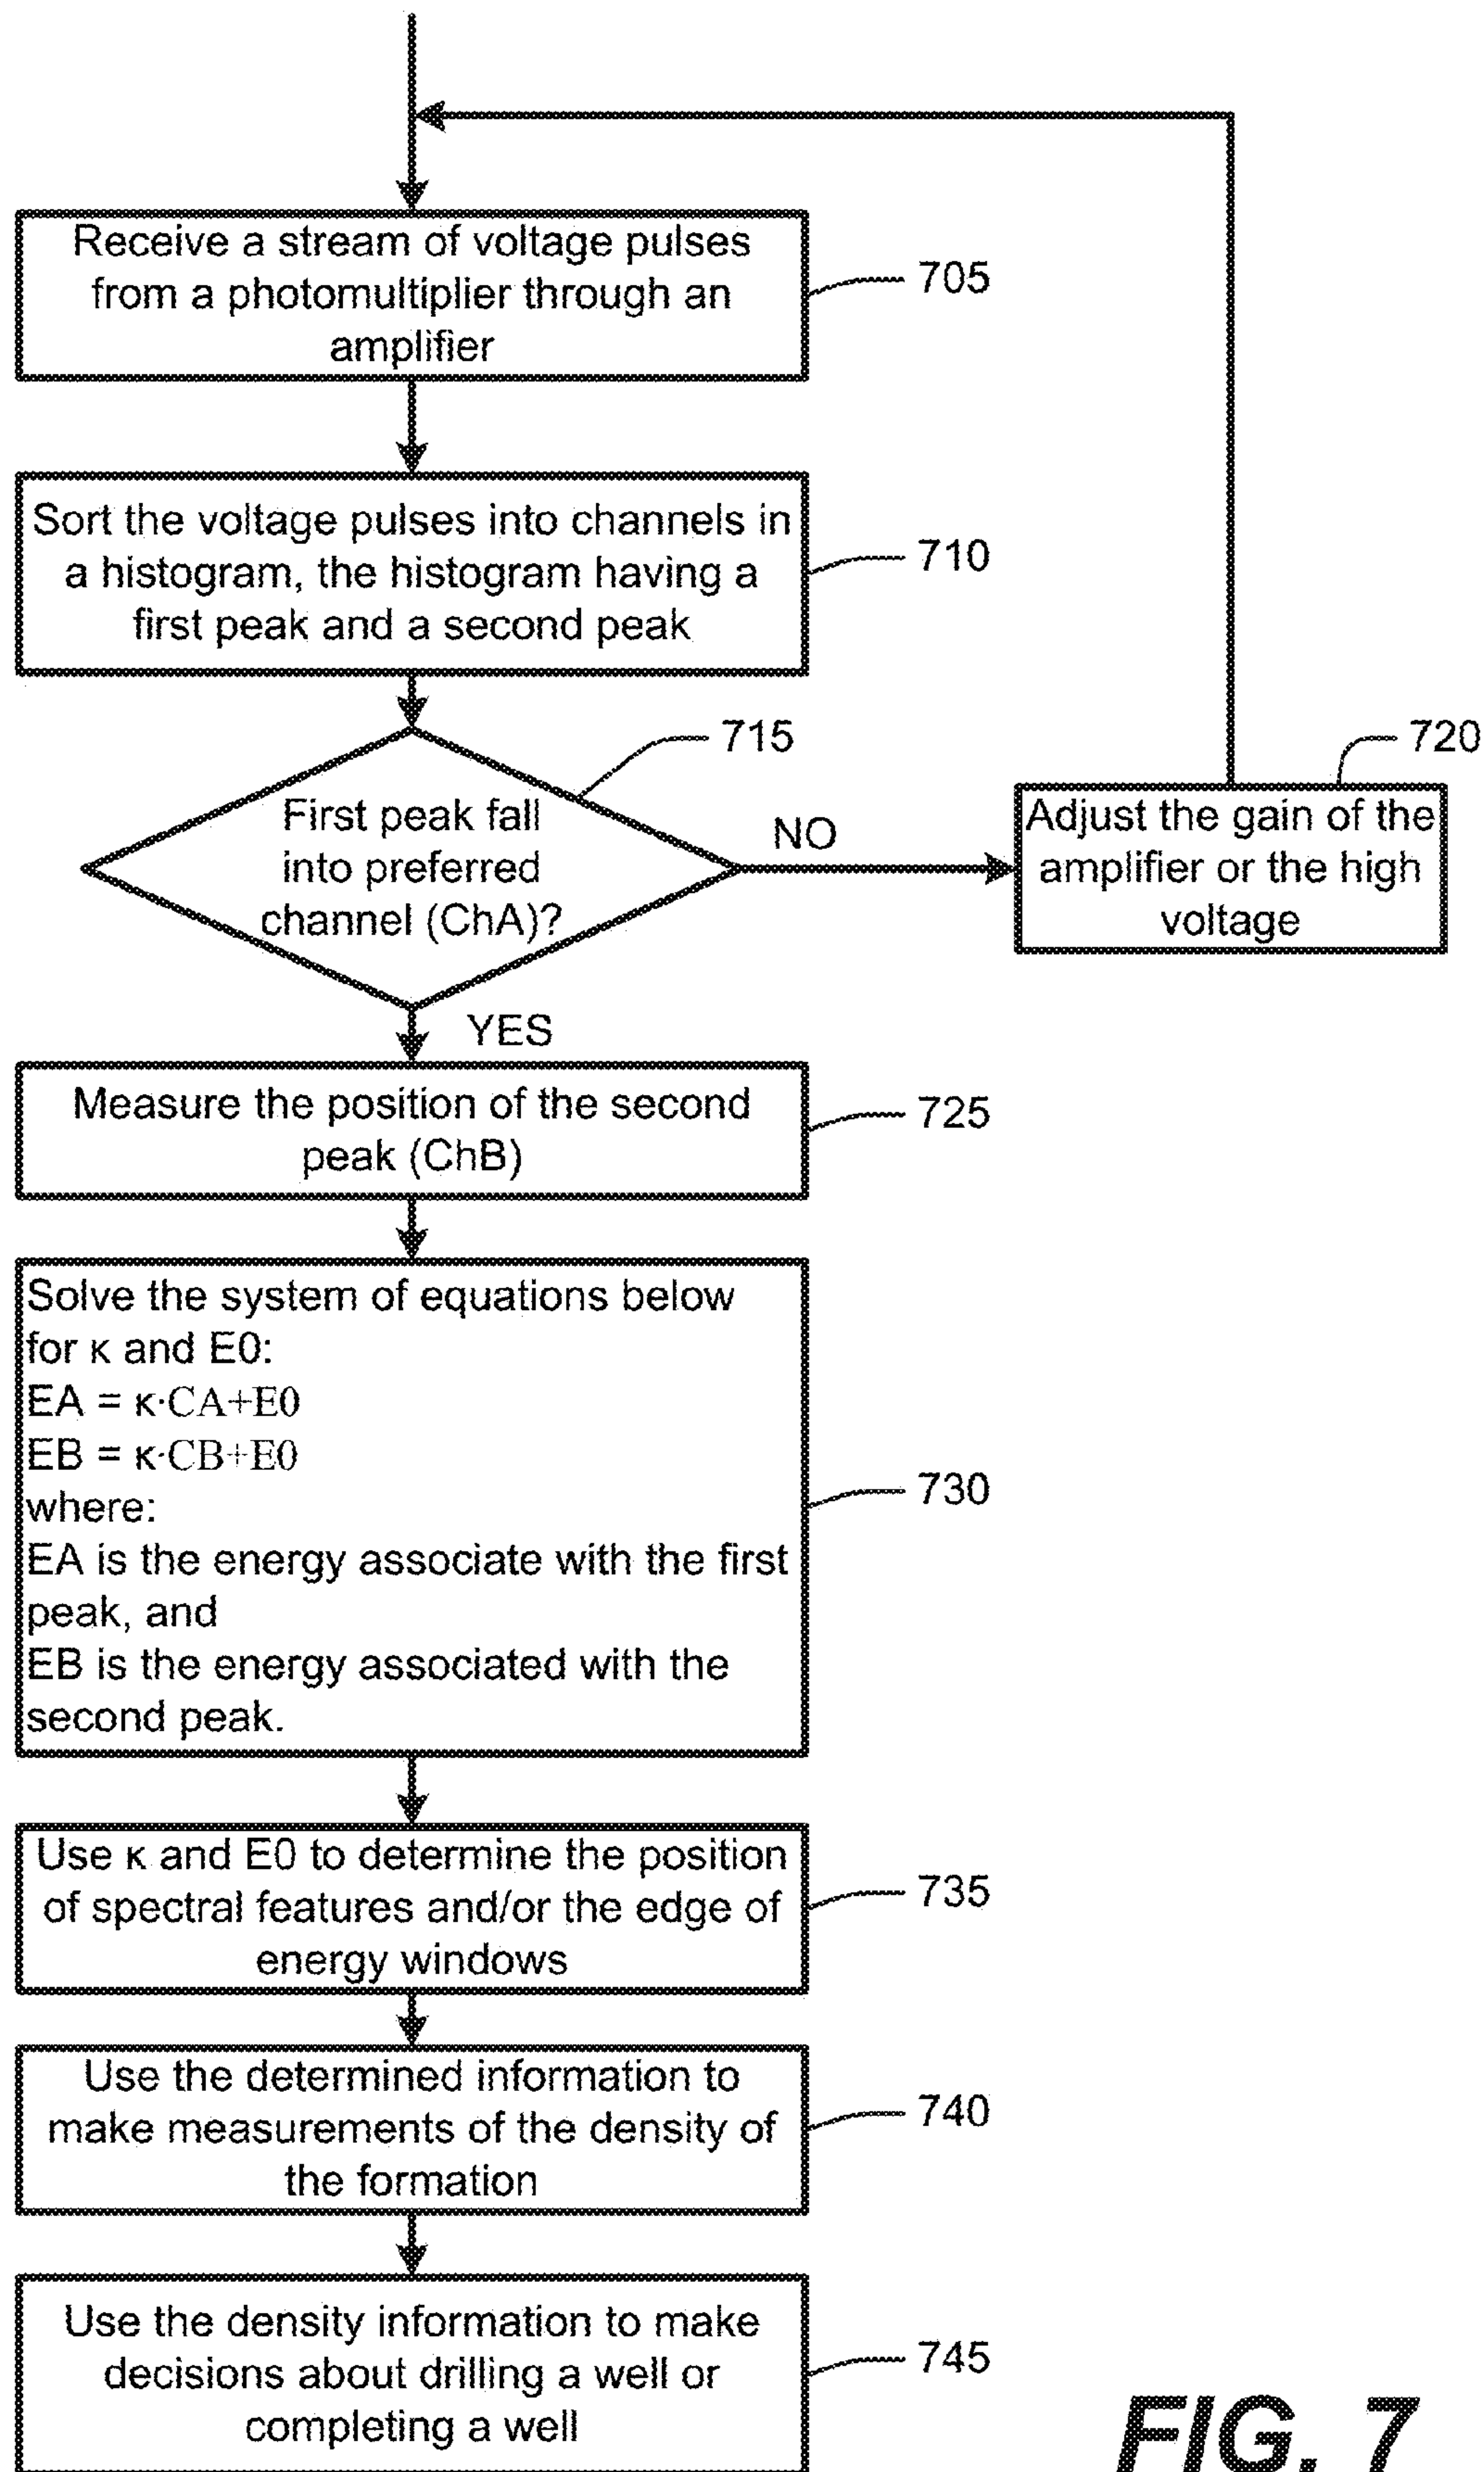 Receive a stream of voltage pulses
from a photomultiplier through an
amplifier
705
Sort the voltage pulses into channels in
a histogram, the histogram having a
first peak and a second peak
710
715
First peak fall
into preferred
channel (ChA)?
NO
720
Adjust the gain of the
amplifier or the high
voltage
YES
Measure the position of the second
peak (ChB)
725
Solve the system of equations below
for κ and E0:
EA = κ·CA+E0
EB = κ·CB+E0
where:
EA is the energy associate with the first
peak, and
EB is the energy associated with the
second peak.
730
Use κ and E0 to determine the position
of spectral features and/or the edge of
energy windows
735
Use the determined information to
make measurements of the density of
the formation
740
Use the density information to make
decisions about drilling a well or
completing a well
745
FIG. 7